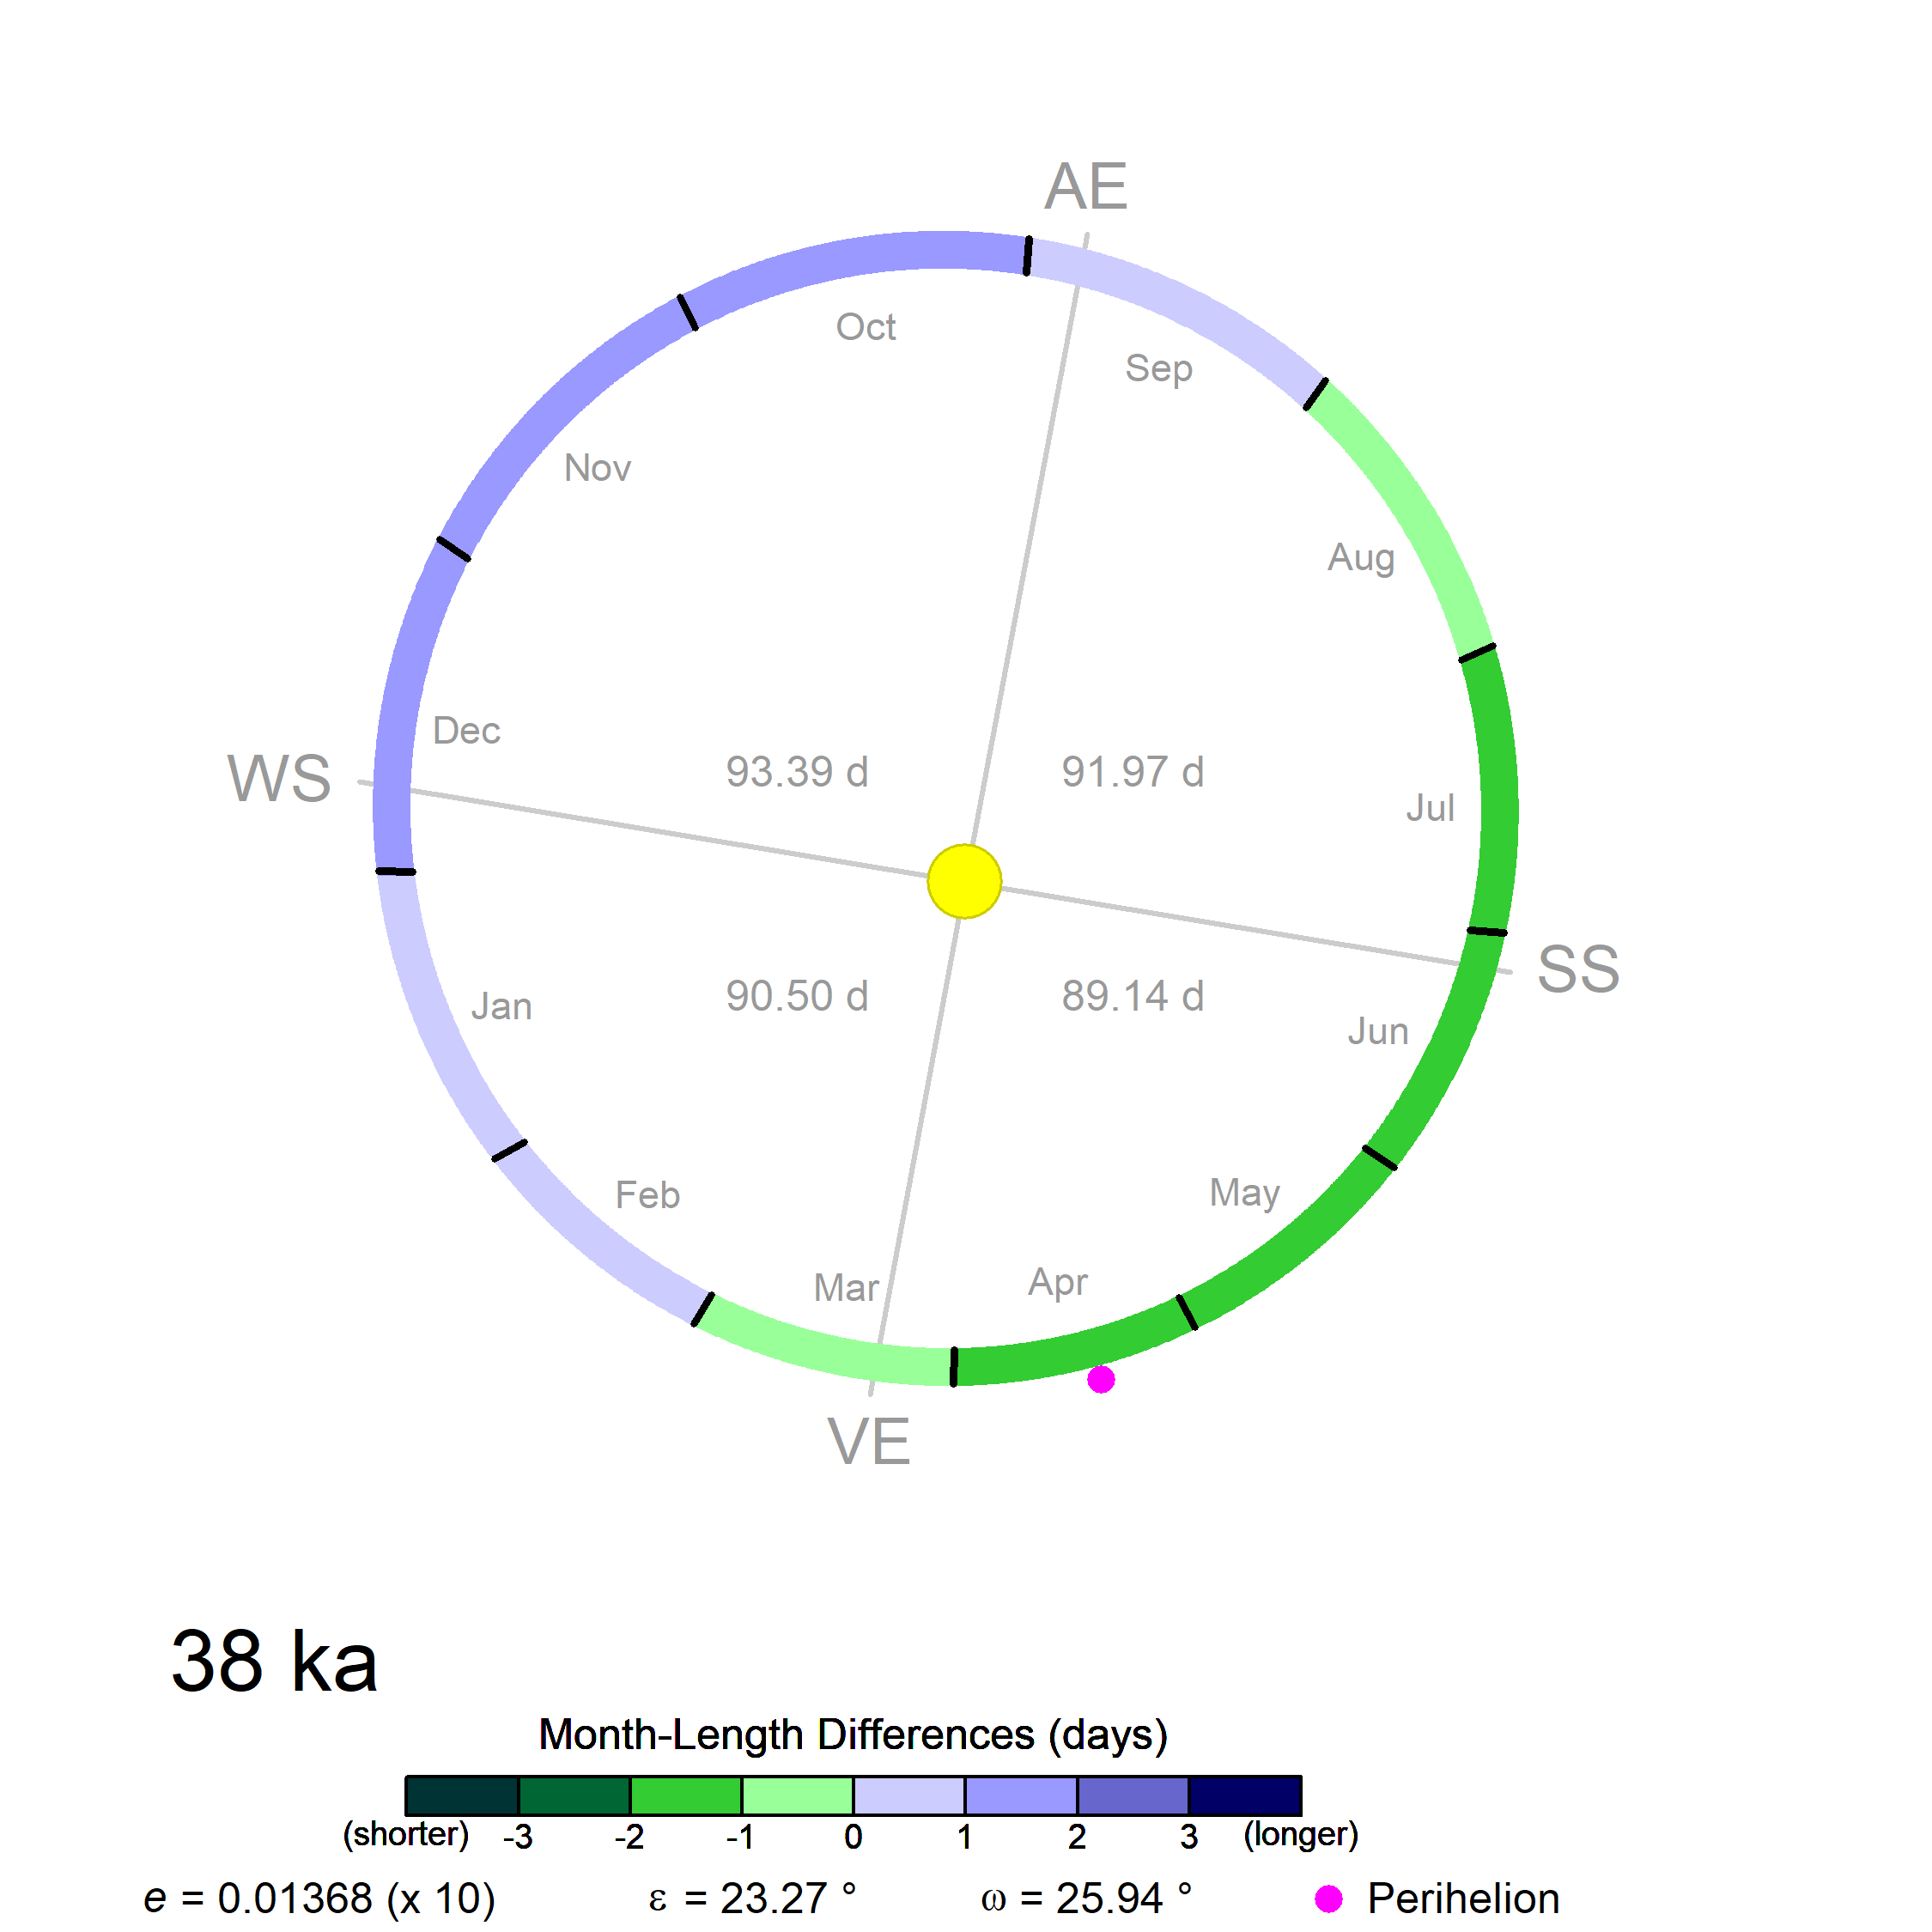 AE
Oct
Sep
Nov
Aug
Dec
WS
93.39 d
91.97 d
Jul
SS
90.50 d
89.14 d
Jan
Jun
Feb
May
Mar
Apr
VE
38 ka
Month-Length Differences (days)
(shorter) -3 -2 -1 0 1 2 3 (longer)
e = 0.01368 (x 10) ε = 23.27 ° ω = 25.94 ° Perihelion